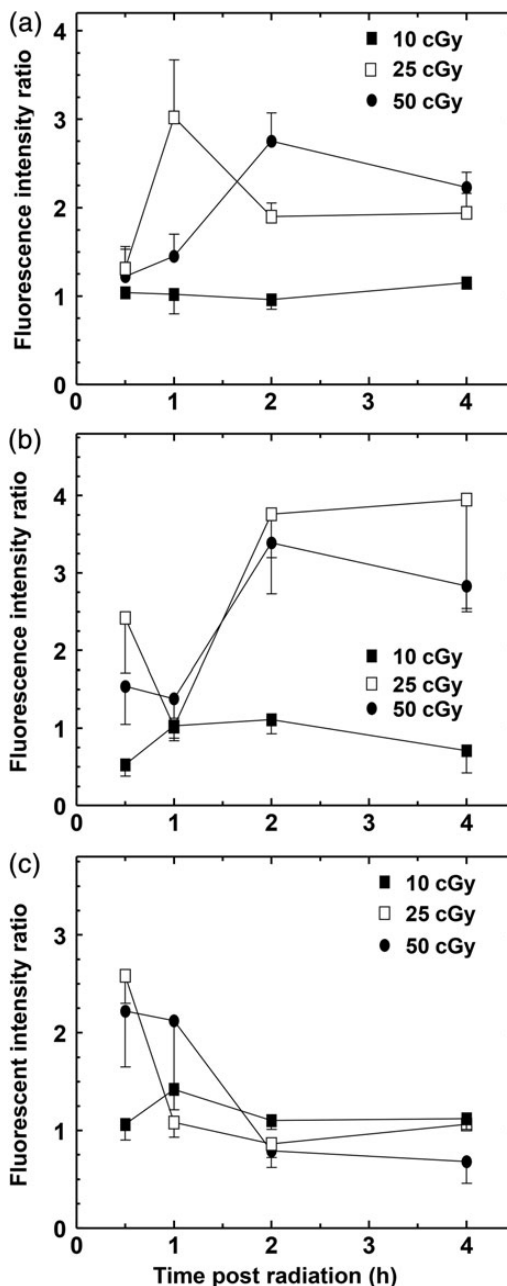 (a)
4
3
2
1
0
Fluorescence intensity ratio
10 cGy
25 cGy
50 cGy
0
1
2
3
4
(b)
4
3
2
1
0
Fluorescence intensity ratio
10 cGy
25 cGy
50 cGy
0
1
2
3
4
(c)
3
2
1
0
Fluorescent intensity ratio
10 cGy
25 cGy
50 cGy
0
1
2
3
4
Time post radiation (h)